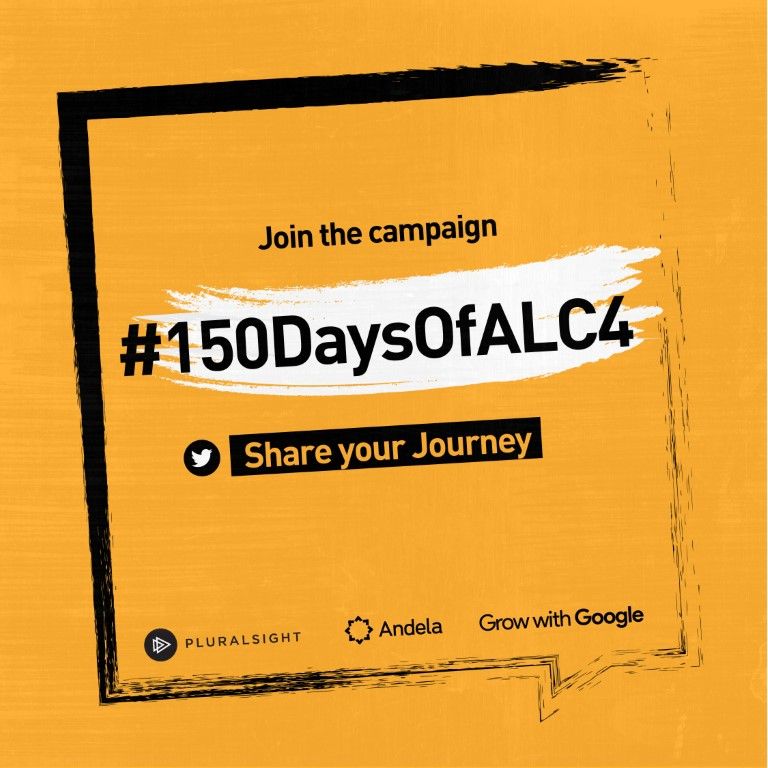 Join the campaign
#150DaysOfALC4
Share your Journey
PLURALSIGHT
Andela
Grow with Google